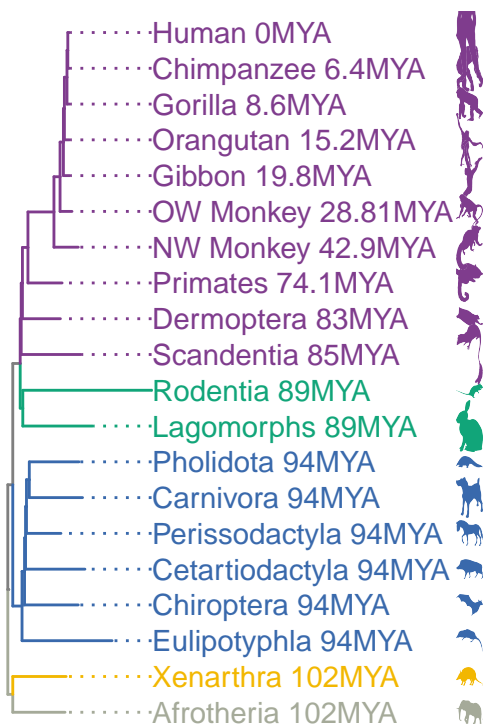 Human 0MYA
Chimpanzee 6.4MYA
Gorilla 8.6MYA
Orangutan 15.2MYA
Gibbon 19.8MYA
OW Monkey 28.81MYA
NW Monkey 42.9MYA
Primates 74.1MYA
Dermoptera 83MYA
Scandentia 85MYA
Rodentia 89MYA
Lagomorphs 89MYA
Pholidota 94MYA
Carnivora 94MYA
Perissodactyla 94MYA
Cetartiodactyla 94MYA
Chiroptera 94MYA
Eulipotyphla 94MYA
Xenarthra 102MYA
Afrotheria 102MYA